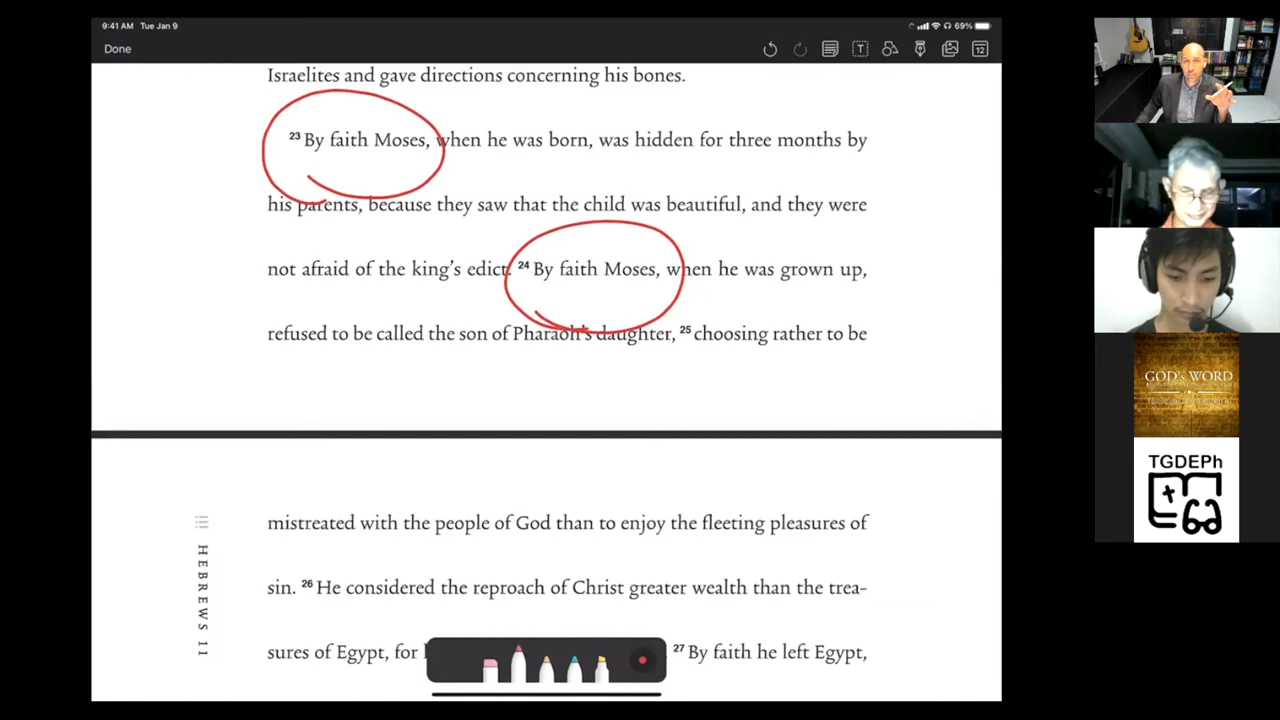 9:41 AM Tue Jan 9
69%
Done
T
12
Israelites and gave directions concerning his bones.
23 By faith Moses, when he was born, was hidden for three months by
his parents, because they saw that the child was beautiful, and they were
not afraid of the king’s edict. 24 By faith Moses, when he was grown up,
refused to be called the son of Pharaoh’s daughter, 25 choosing rather to be
mistreated with the people of God than to enjoy the fleeting pleasures of
sin. 26 He considered the reproach of Christ greater wealth than the trea-
sures of Egypt, for
27 By faith he left Egypt,
HEBREWS 11
GOD's WORD
TGDEPh